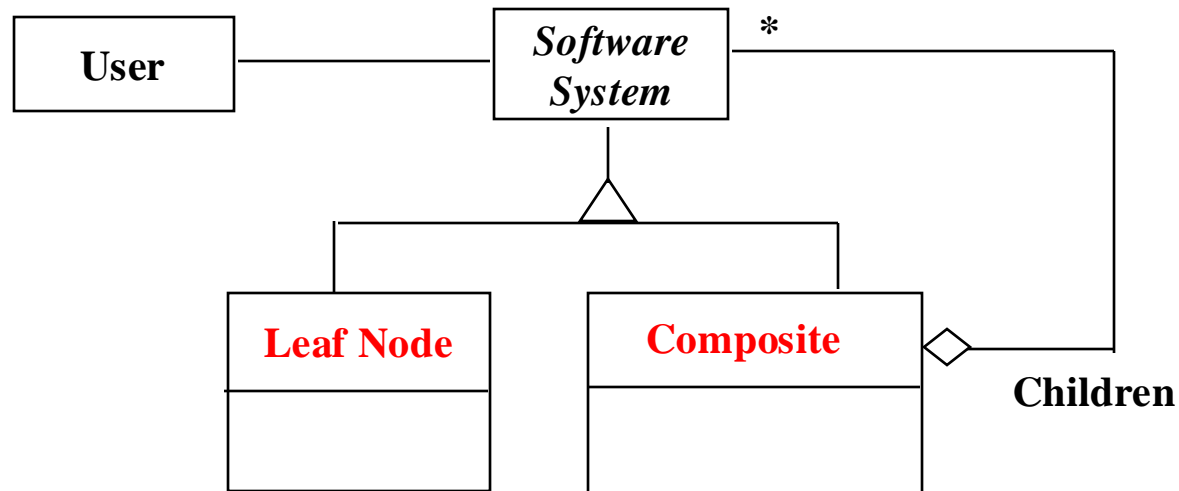 User
Software
System
*
Leaf Node
Composite
Children